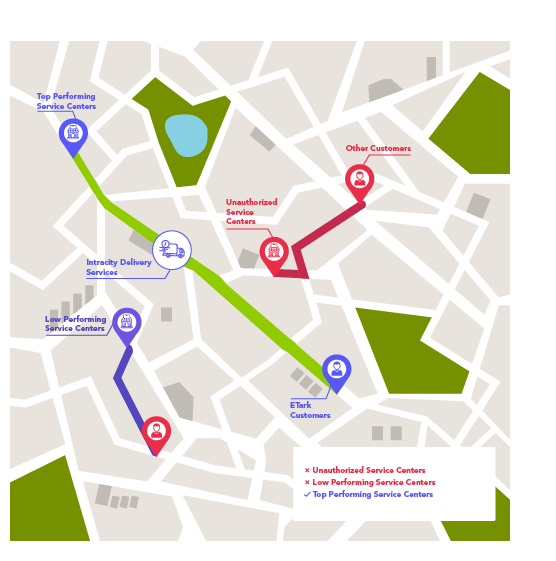 Top Performing
Service Centers
Other Customers
Unauthorized
Service
Centers
Intracity Delivery
Services
Low Performing
Service Centers
ETark
Customers
× Unauthorized Service Centers
× Low Performing Service Centers
✓ Top Performing Service Centers